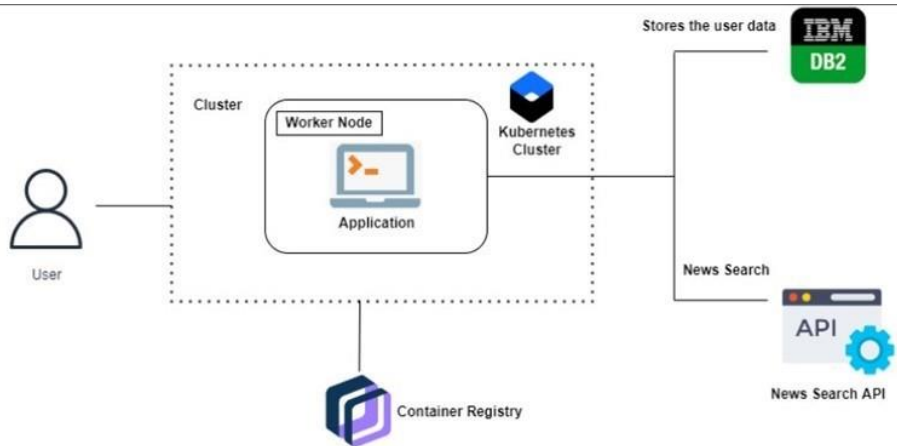 Stores the user data
IBM
DB2
Cluster
Worker Node
Kubernetes
Cluster
Application
User
News Search
API
News Search API
Container Registry